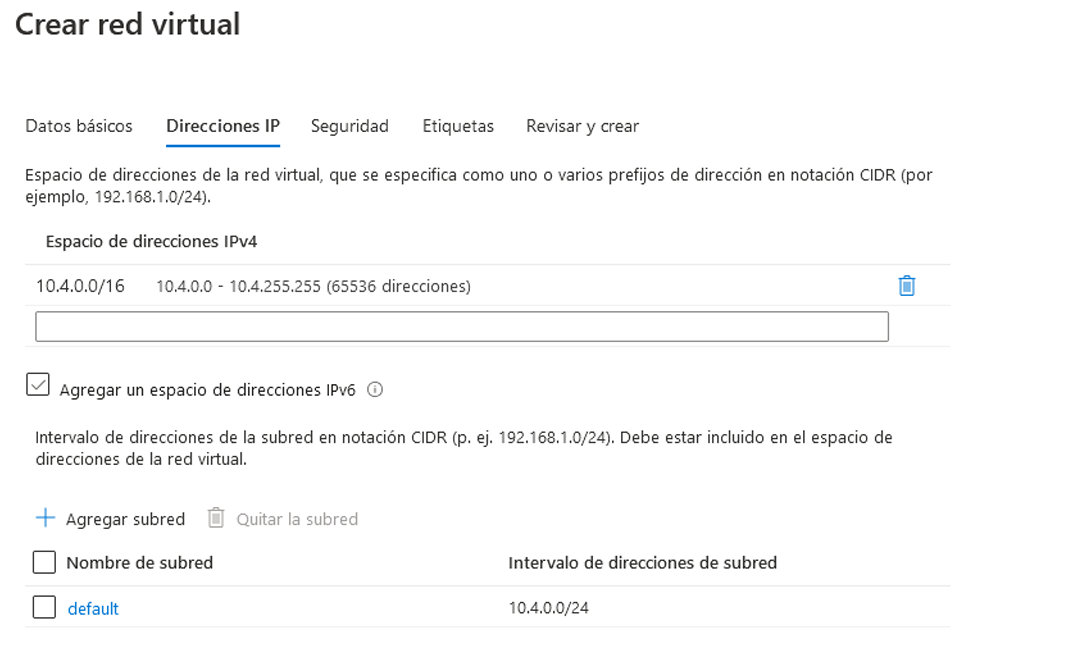 Crear red virtual
Datos básicos Direcciones IP Seguridad Etiquetas Revisar y crear
Espacio de direcciones de la red virtual, que se especifica como uno o varios prefijos de dirección en notación CIDR (por
ejemplo, 192.168.1.0/24).
Espacio de direcciones IPv4
10.4.0.0/16 10.4.0.0 - 10.4.255.255 (65536 direcciones)
Agregar un espacio de direcciones IPv6
Intervalo de direcciones de la subred en notación CIDR (p. ej. 192.168.1.0/24). Debe estar incluido en el espacio de
direcciones de la red virtual.
Agregar subred Quitar la subred
Nombre de subred Intervalo de direcciones de subred
default 10.4.0.0/24